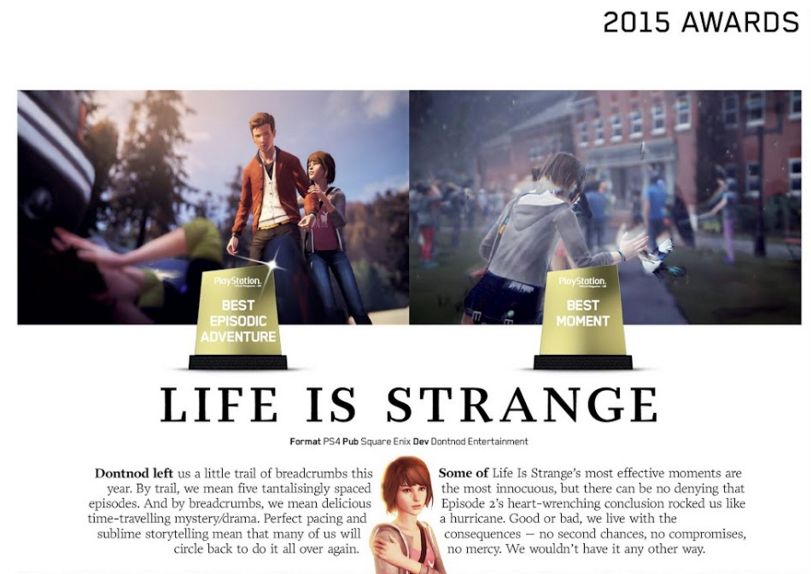 2015 AWARDS
PlayStation
BEST
EPISODIC
ADVENTURE
PlayStation
BEST
MOMENT
LIFE IS STRANGE
Format PS4 Pub Square Enix Dev Dontnod Entertainment
Dontnod left us a little trail of breadcrumbs this
year. By trail, we mean five tantalisingly spaced
episodes. And by breadcrumbs, we mean delicious
time-travelling mystery/drama. Perfect pacing and
sublime storytelling mean that many of us will
circle back to do it all over again.
Some of Life Is Strange's most effective moments are
the most innocuous, but there can be no denying that
Episode 2's heart-wrenching conclusion rocked us like
a hurricane. Good or bad, we live with the
consequences – no second chances, no compromises,
no mercy. We wouldn't have it any other way.